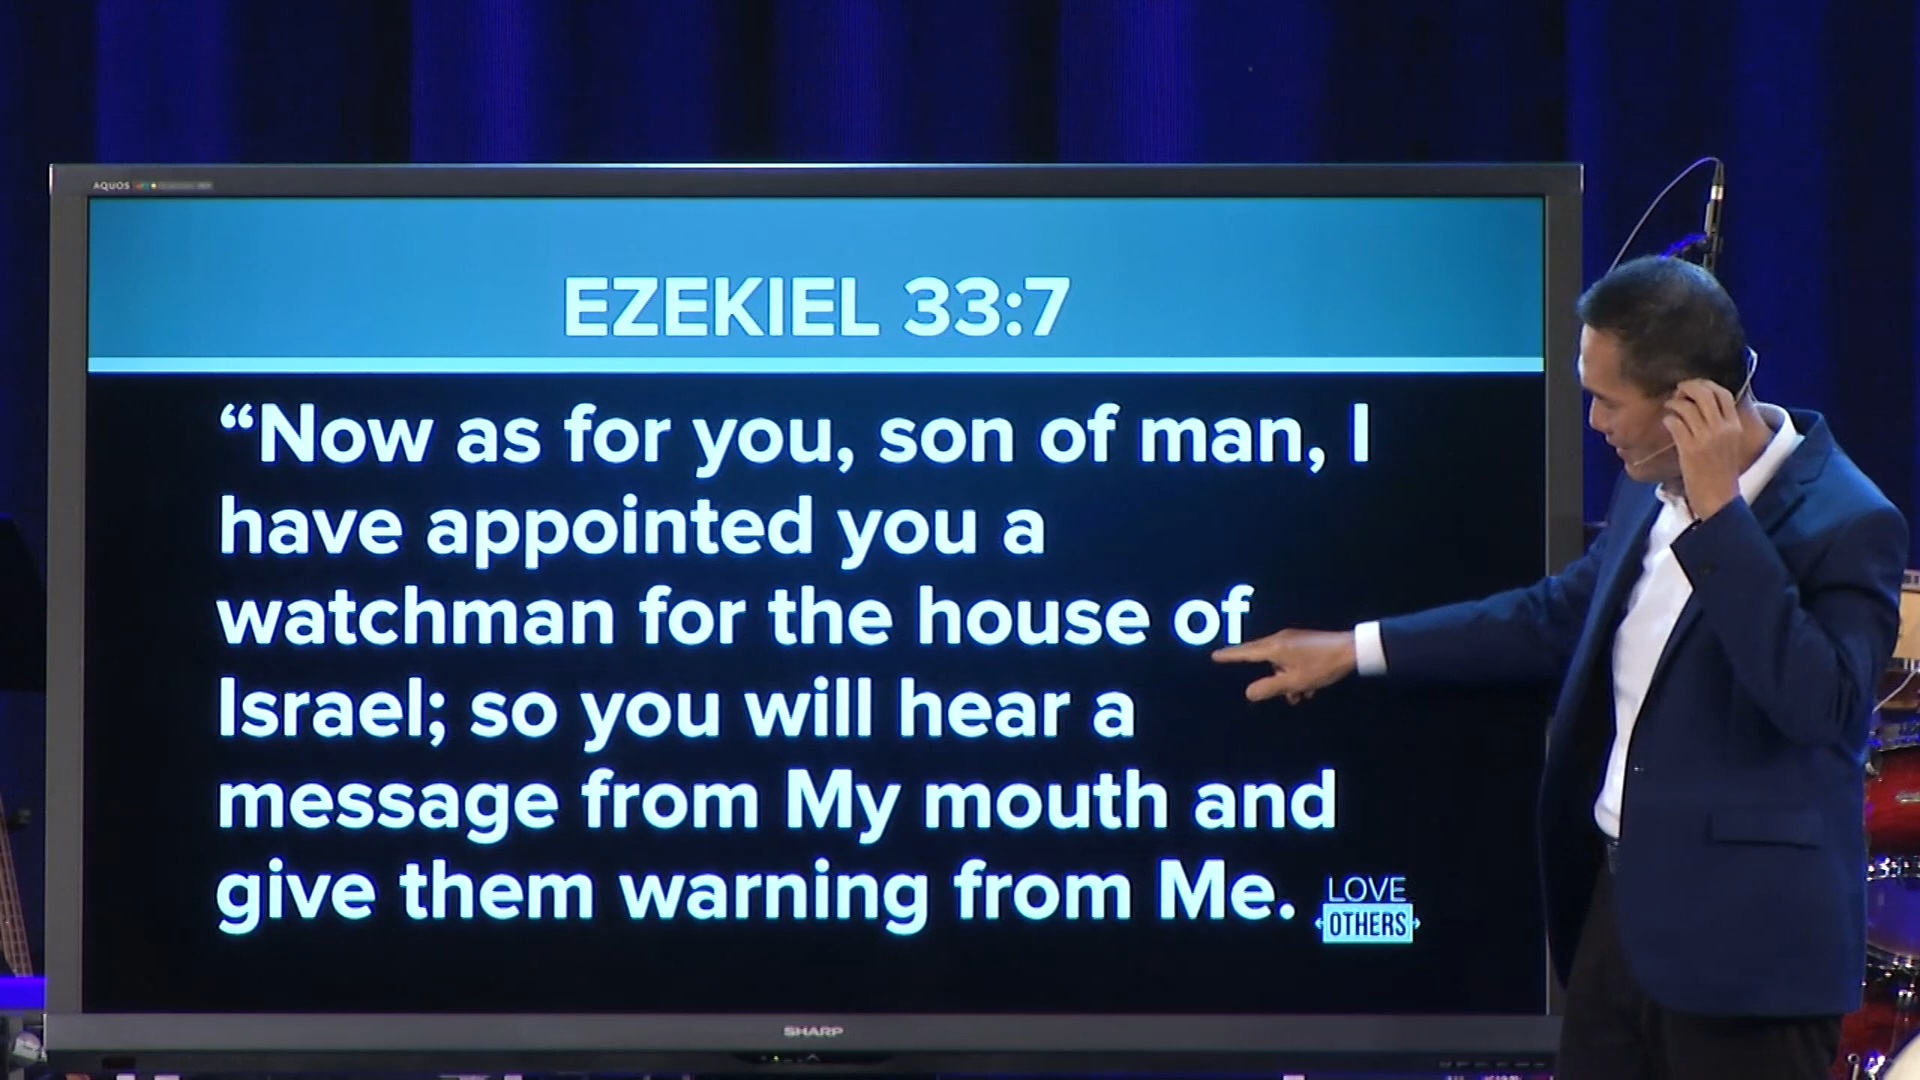 AQUOS
EZEKIEL 33:7
“Now as for you, son of man, I
have appointed you a
watchman for the house of
Israel; so you will hear a
message from My mouth and
give them warning from Me.
LOVE
OTHERS
SHARP